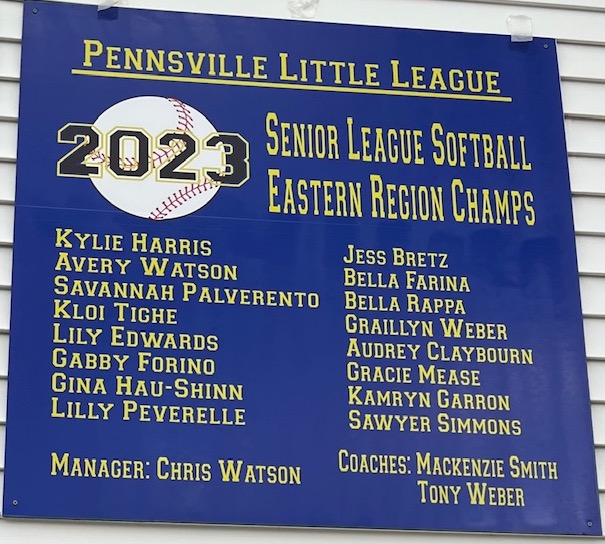 PENNSVILLE LITTLE LEAGUE
2023
SENIOR LEAGUE SOFTBALL
EASTERN REGION CHAMPS
KYLIE HARRIS
AVERY WATSON
SAVANNAH PALVERENTO
KLOI TIGHE
LILY EDWARDS
GABBY FORINO
GINA HAU-SHINN
LILLY PEVERELLE
JESS BRETZ
BELLA FARINA
BELLA RAPPA
GRAILLYN WEBER
AUDREY CLAYBOURN
GRACIE MEASE
KAMRYN GARRON
SAWYER SIMMONS
MANAGER: CHRIS WATSON
COACHES: MACKENZIE SMITH
TONY WEBER